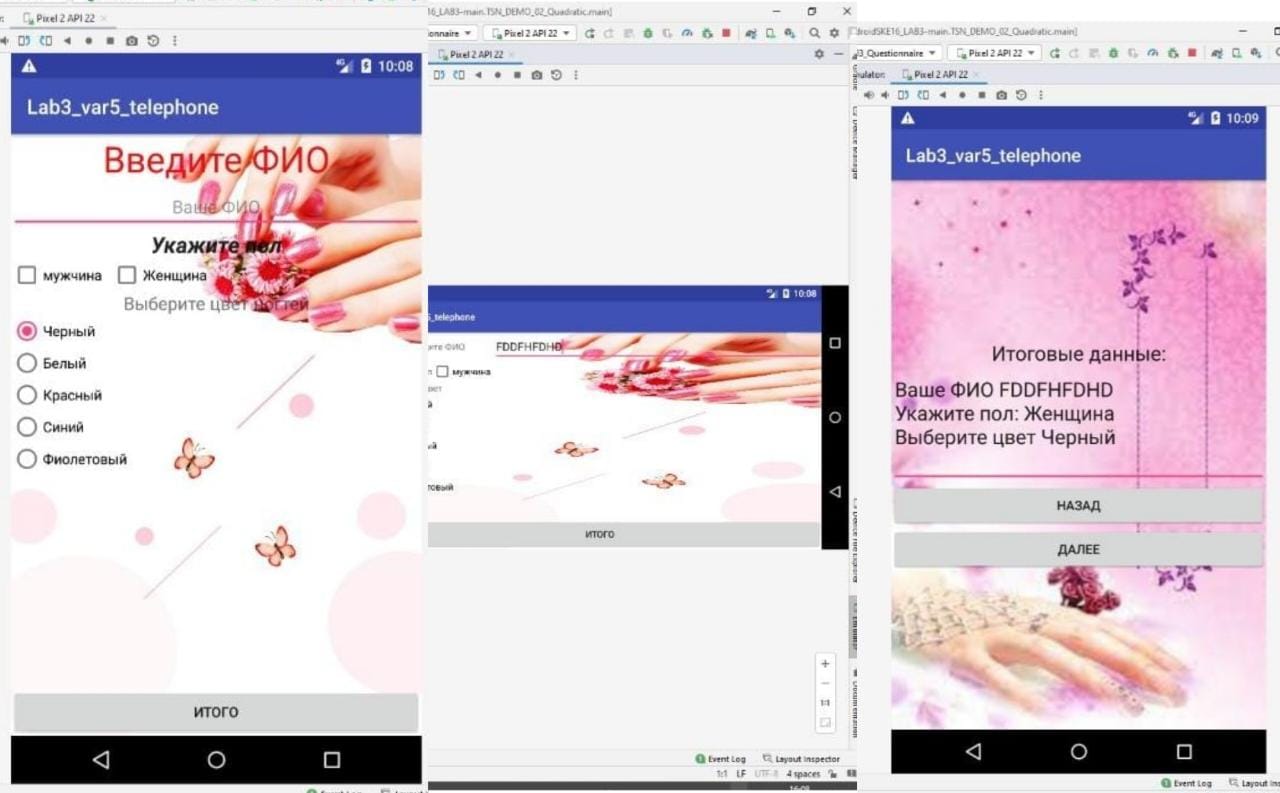 Pixel 2 API 22
10:08
Lab3_var5_telephone
Введите ФИО
Ваше ФИО
Укажите пол
мужчина Женщина
Выберите цвет ногтей
Черный
Белый
Красный
Синий
Фиолетовый
ИТОГО
_LAB3-main.TSN_DEMO_02_Quadratic.main]
onnaire Pixel 2 API 22
Pixel 2 API 22
10:08
_telephone
ФИО FDDFHFDHD
мужчина
ИТОГО
1:1
Event Log Layout Inspector
1:1 LF UTF-8 4 spaces
droidSKE16_LAB3-main.TSN_DEMO_02_Quadratic.main]
3_Questionnaire Pixel 2 API 22
ulator: Pixel 2 API 22
10:09
Lab3_var5_telephone
Итоговые данные:
Ваше ФИО FDDFHFDHD
Укажите пол: Женщина
Выберите цвет Черный
НАЗАД
ДАЛЕЕ
Event Log Layout Ins